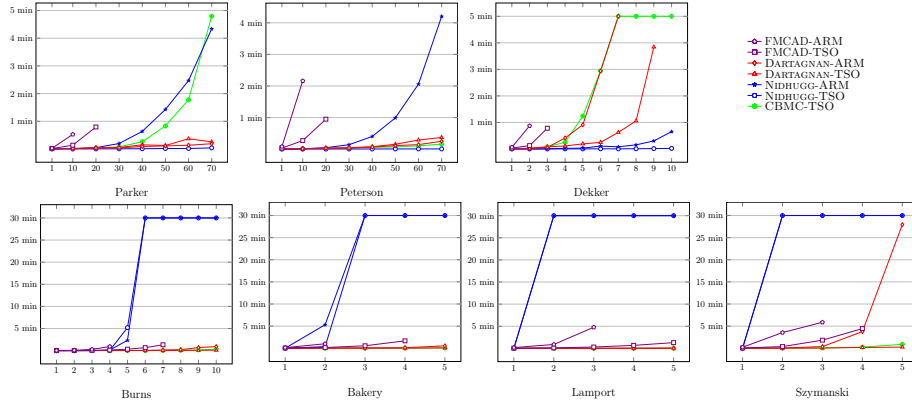 5 min
4 min
3 min
2 min
1 min
1 10 20 30 40 50 60 70
Parker
4 min
2 min
1 min
1 10 20 30 40 50 60 70
Peterson
5 min
4 min
3 min
2 min
1 min
1 2 3 4 5 6 7 8 9 10
Dekker
FMCAD-ARM
FMCAD-TSO
DARTAGNAN-ARM
DARTAGNAN-TSO
NIDHUGG-ARM
NIDHUGG-TSO
CBMC-TSO
30 min
25 min
20 min
15 min
10 min
5 min
1 2 3 4 5 6 7 8 9 10
Burns
30 min
25 min
20 min
15 min
10 min
5 min
1 2 3 4 5
Bakery
30 min
25 min
20 min
15 min
10 min
5 min
1 2 3 4 5
Lamport
30 min
25 min
20 min
15 min
10 min
5 min
1 2 3 4 5
Szymanski